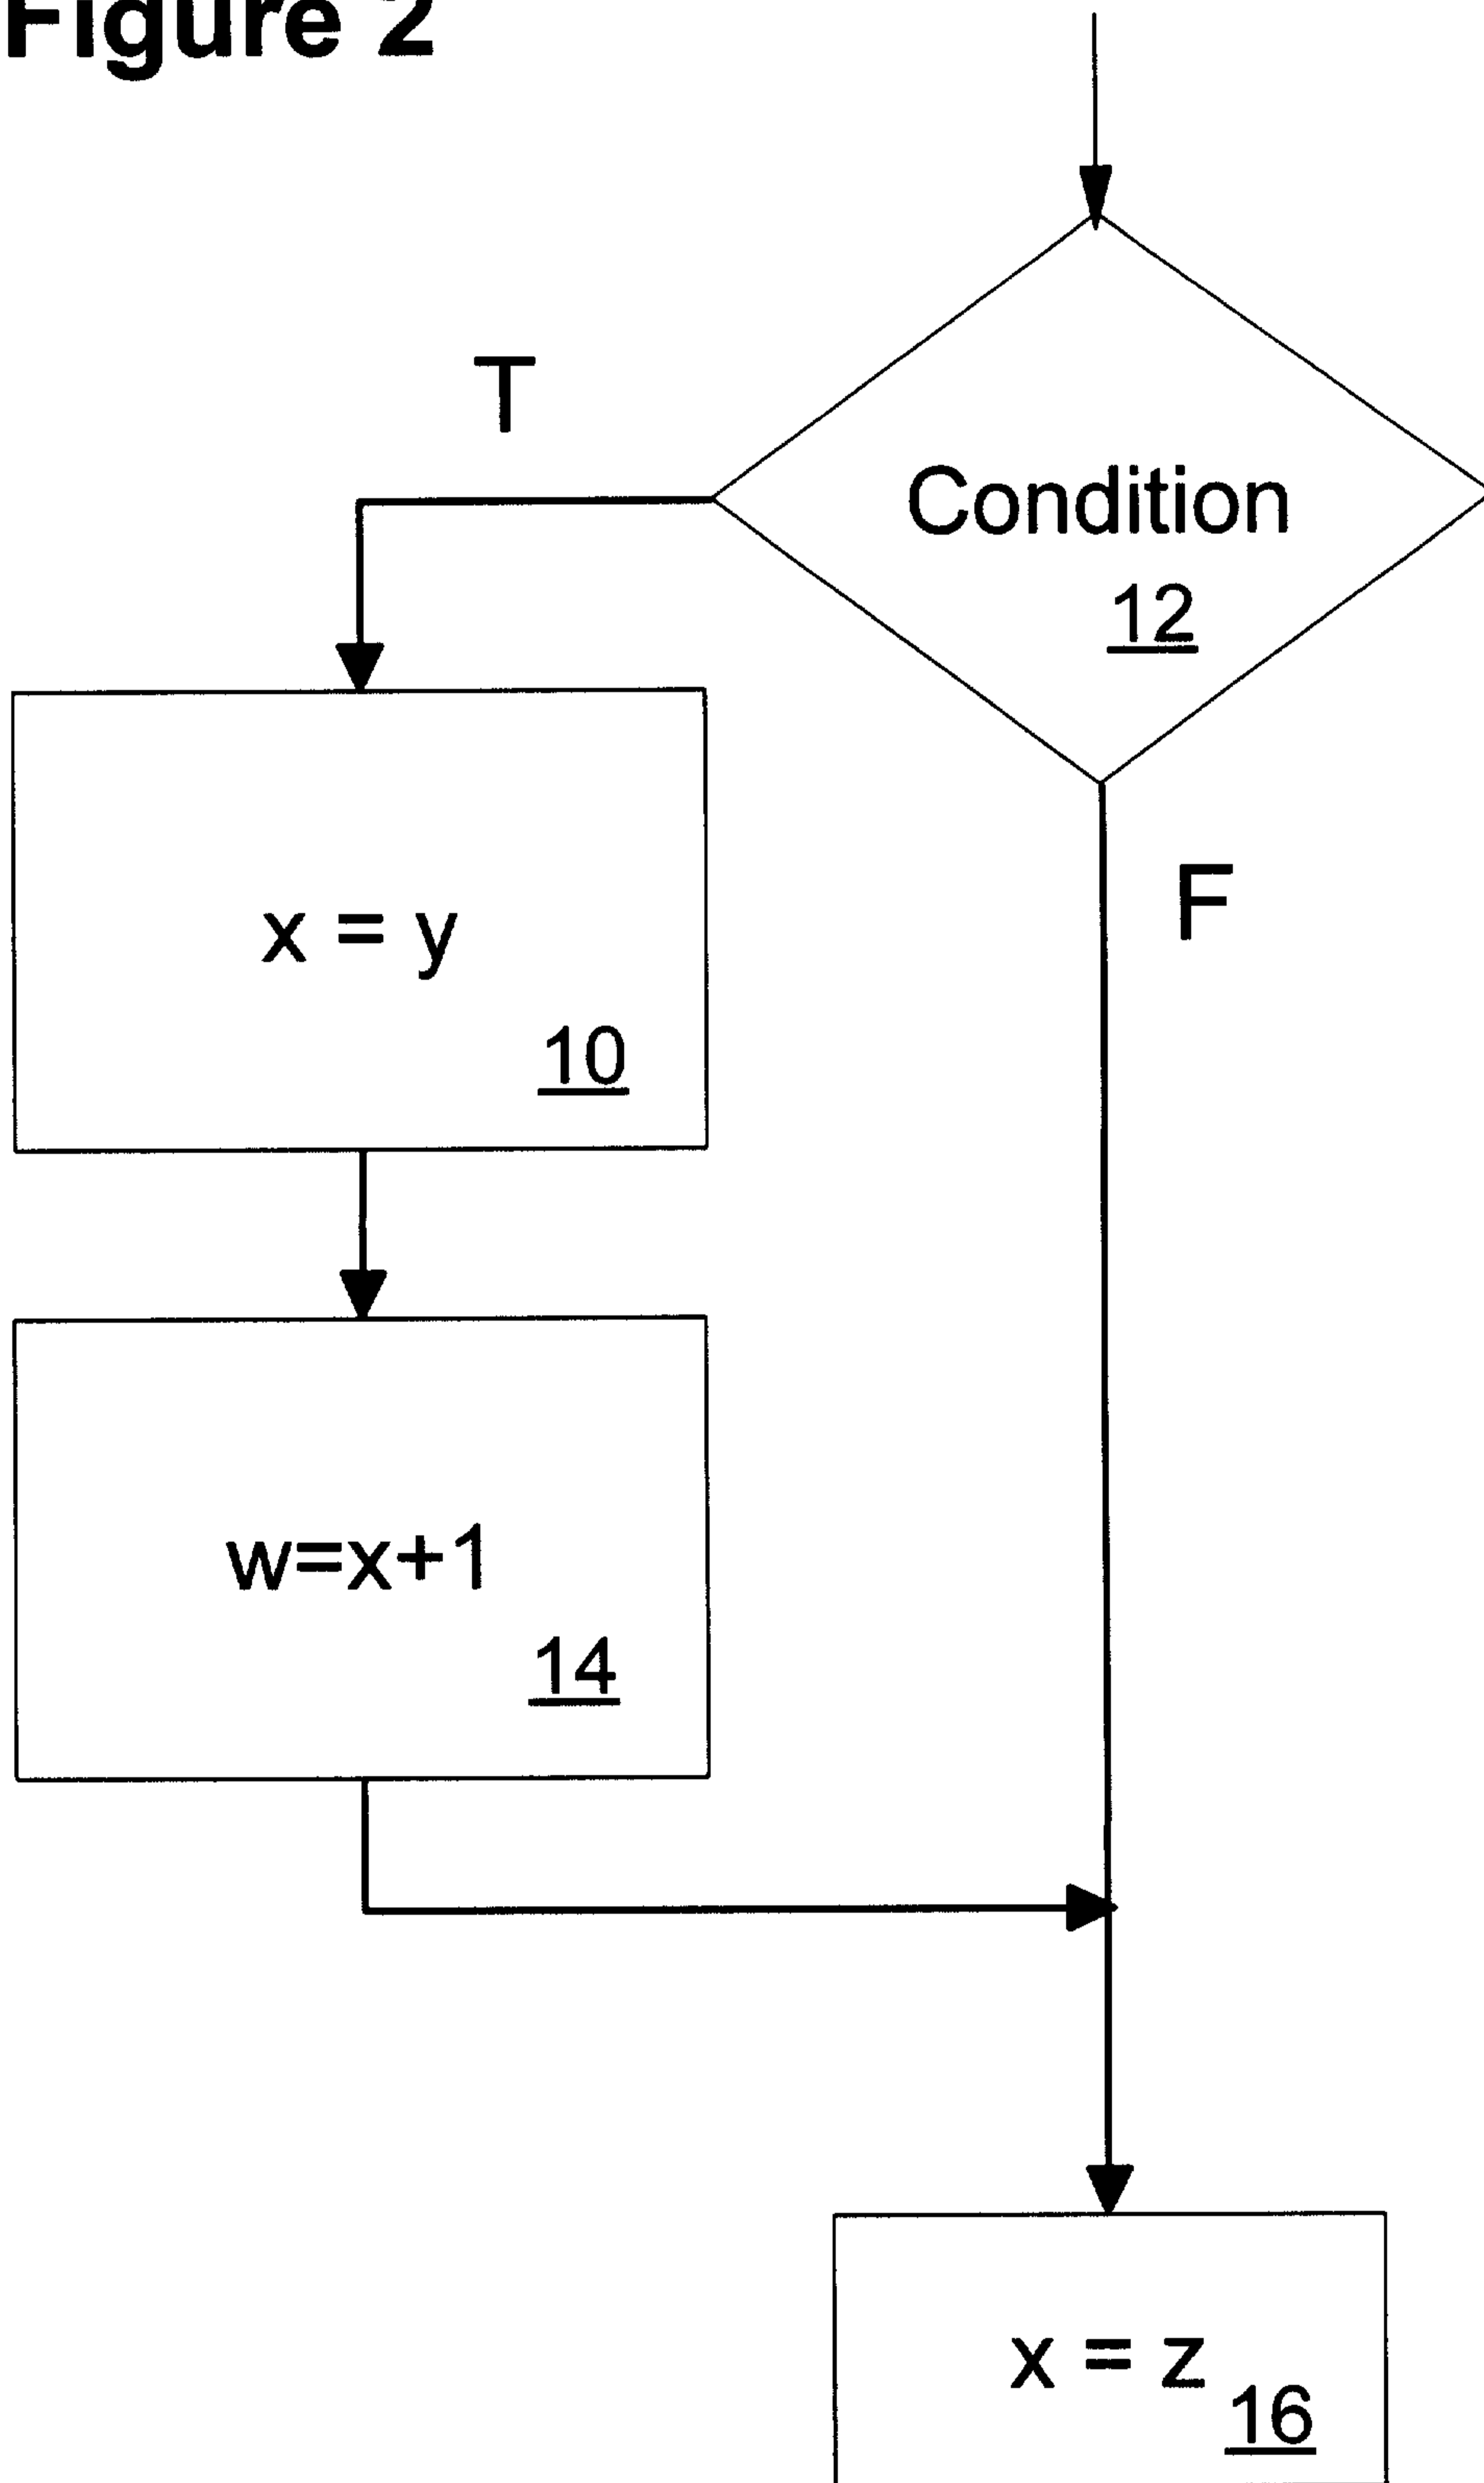 Figure 2
T
Condition
12
F
x = y
10
w=x+1
14
x = z
16